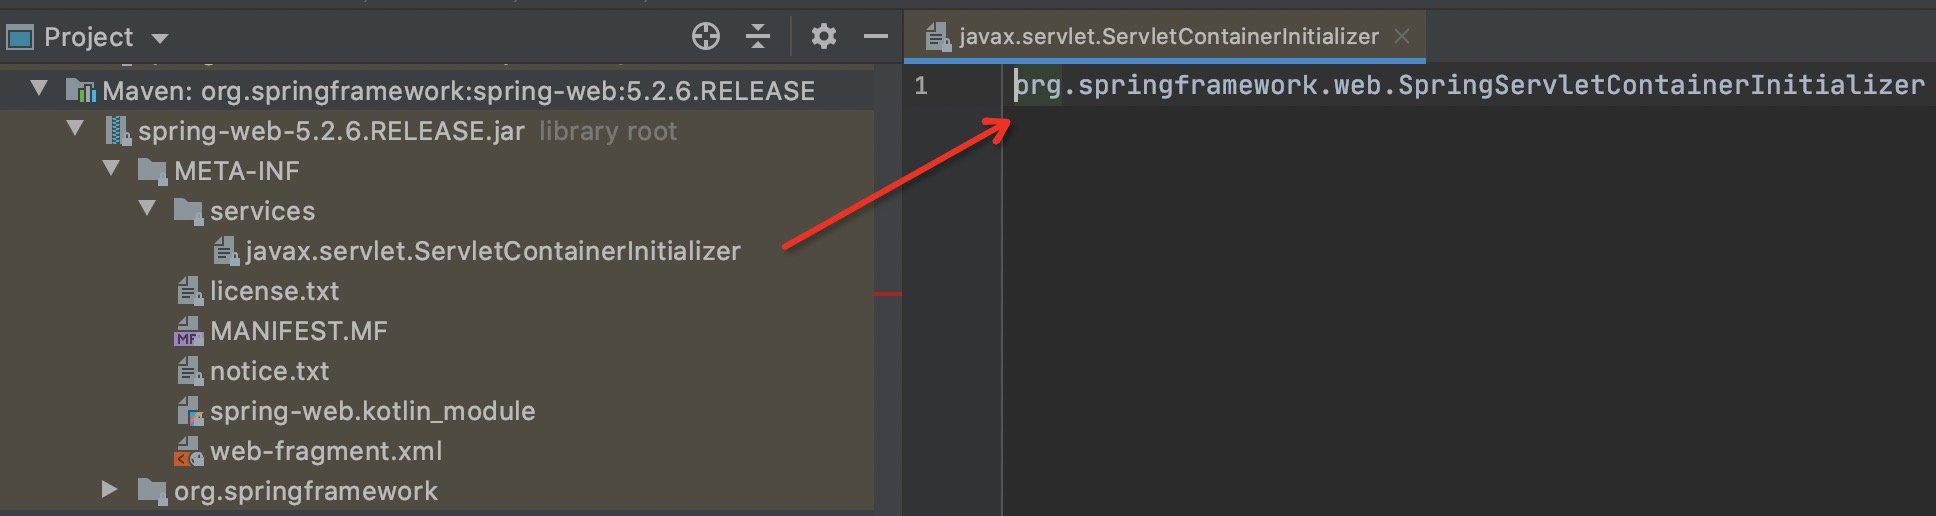 Project
Maven: org.springframework:spring-web:5.2.6.RELEASE
spring-web-5.2.6.RELEASE.jar library root
META-INF
services
javax.servlet.ServletContainerInitializer
license.txt
MF MANIFEST.MF
notice.txt
spring-web.kotlin_module
web-fragment.xml
org.springframework
javax.servlet.ServletContainerInitializer
1 org.springframework.web.SpringServletContainerInitializer